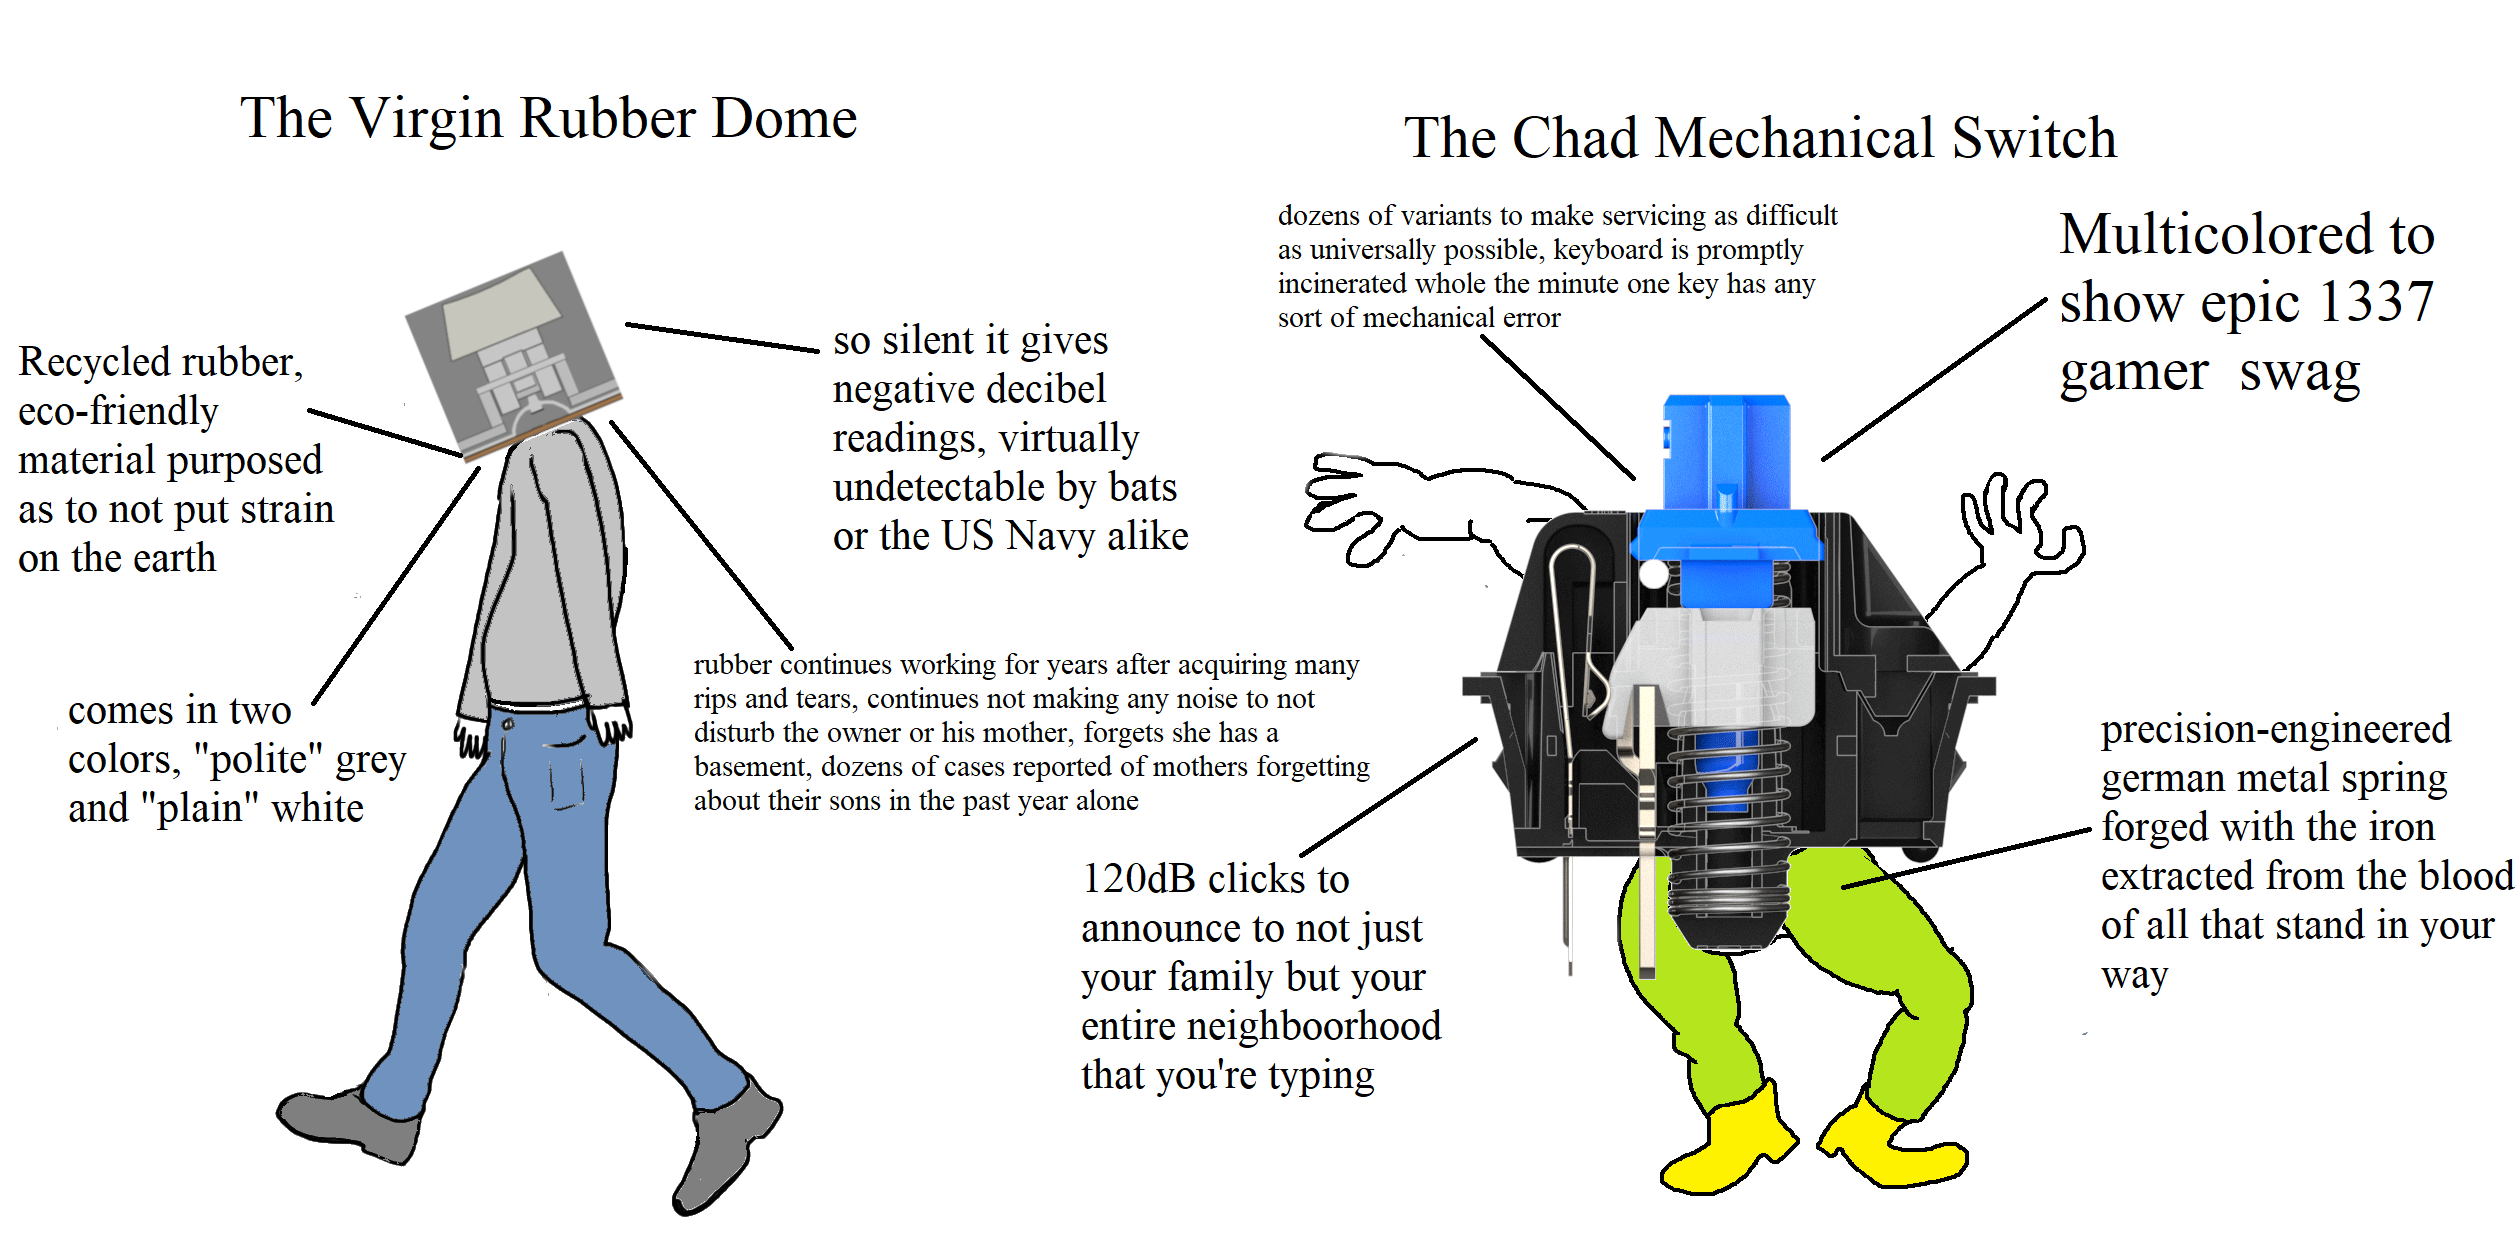 The Virgin Rubber Dome
Recycled rubber,
eco-friendly
material purposed
as to not put strain
on the earth
so silent it gives
negative decibel
readings, virtually
undetectable by bats
or the US Navy alike
comes in two
colors, "polite" grey
and "plain" white
rubber continues working for years after acquiring many
rips and tears, continues not making any noise to not
disturb the owner or his mother, forgets she has a
basement, dozens of cases reported of mothers forgetting
about their sons in the past year alone
The Chad Mechanical Switch
dozens of variants to make servicing as difficult
as universally possible, keyboard is promptly
incinerated whole the minute one key has any
sort of mechanical error
Multicolored to
show epic 1337
gamer  swag
120dB clicks to
announce to not just
your family but your
entire neighboorhood
that you're typing
precision-engineered
german metal spring
forged with the iron
extracted from the blood
of all that stand in your
way